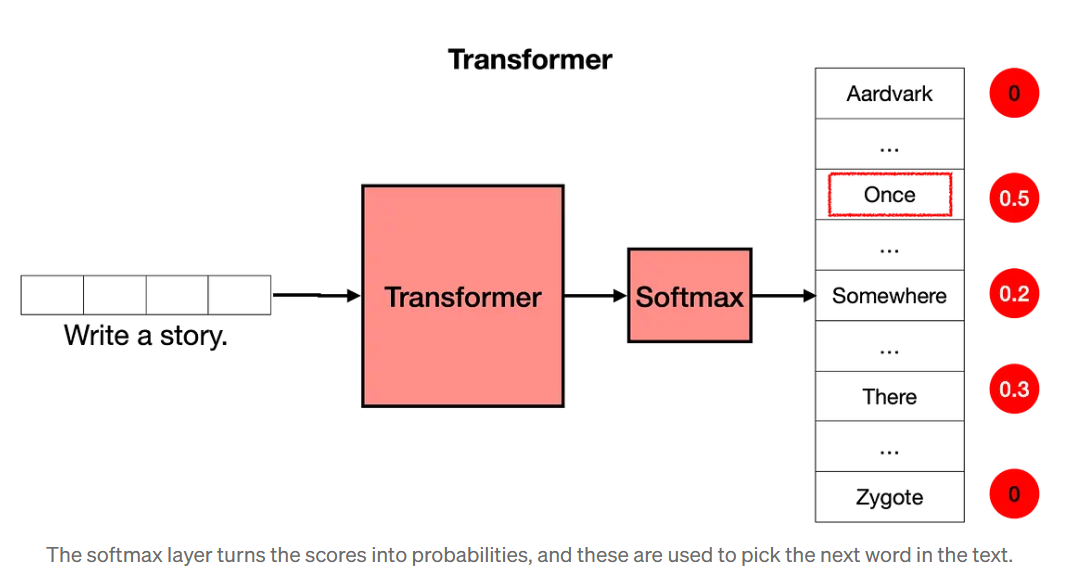 Transformer
Aardvark 0
...
Once 0.5
...
Write a story. Transformer Softmax Somewhere 0.2
...
There 0.3
...
Zygote 0
The softmax layer turns the scores into probabilities, and these are used to pick the next word in the text.